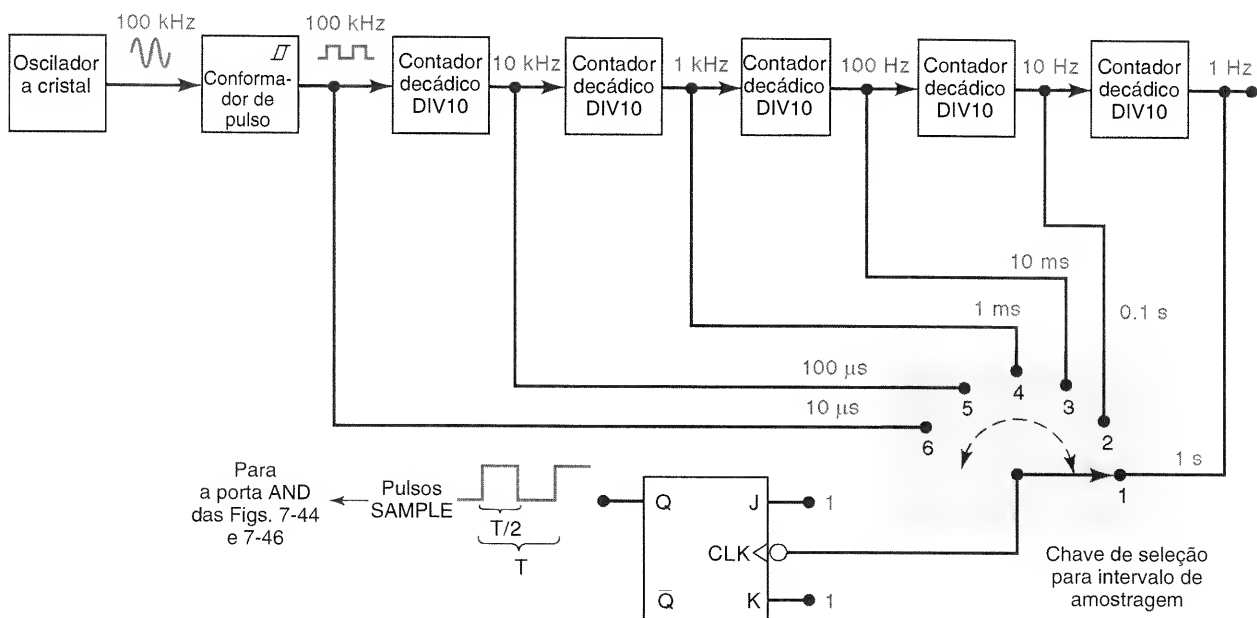 100 kHz
100 kHz
Oscilador
a cristal
Conforma-
dor de
pulso
Contador
decádico
DIV10
10 kHz
Contador
decádico
DIV10
1 kHz
Contador
decádico
DIV10
100 Hz
Contador
decádico
DIV10
10 Hz
Contador
decádico
DIV10
1 Hz
10 ms
1 ms
0.1 s
100 μs
10 μs
6
5
4
3
2
1
1 s
Para
a porta AND
das Figs. 7-44
e 7-46
Pulsos
SAMPLE
T/2
T
Q
J
1
CLK
Q̅
K
1
Chave de seleção
para intervalo de
amostragem